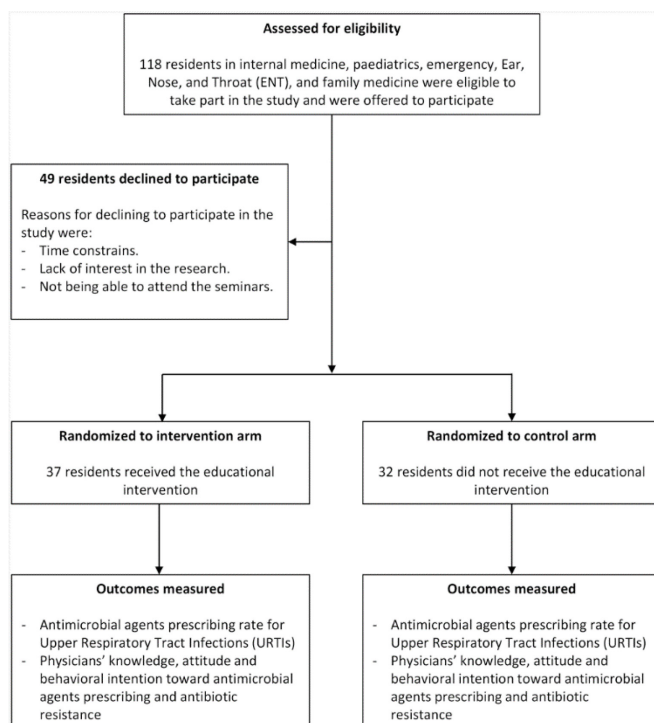 Assessed for eligibility
118 residents in internal medicine, paediatrics, emergency, Ear,
Nose, and Throat (ENT), and family medicine were eligible to
take part in the study and were offered to participate
49 residents declined to participate
Reasons for declining to participate in the
study were:
- Time constrains.
- Lack of interest in the research.
- Not being able to attend the seminars.
Randomized to intervention arm
37 residents received the educational
intervention
Randomized to control arm
32 residents did not receive the educational
intervention
Outcomes measured
- Antimicrobial agents prescribing rate for
Upper Respiratory Tract Infections (URTIs)
- Physicians' knowledge, attitude and
behavioral intention toward antimicrobial
agents prescribing and antibiotic
resistance
Outcomes measured
- Antimicrobial agents prescribing rate for
Upper Respiratory Tract Infections (URTIs)
- Physicians' knowledge, attitude and
behavioral intention toward antimicrobial
agents prescribing and antibiotic
resistance